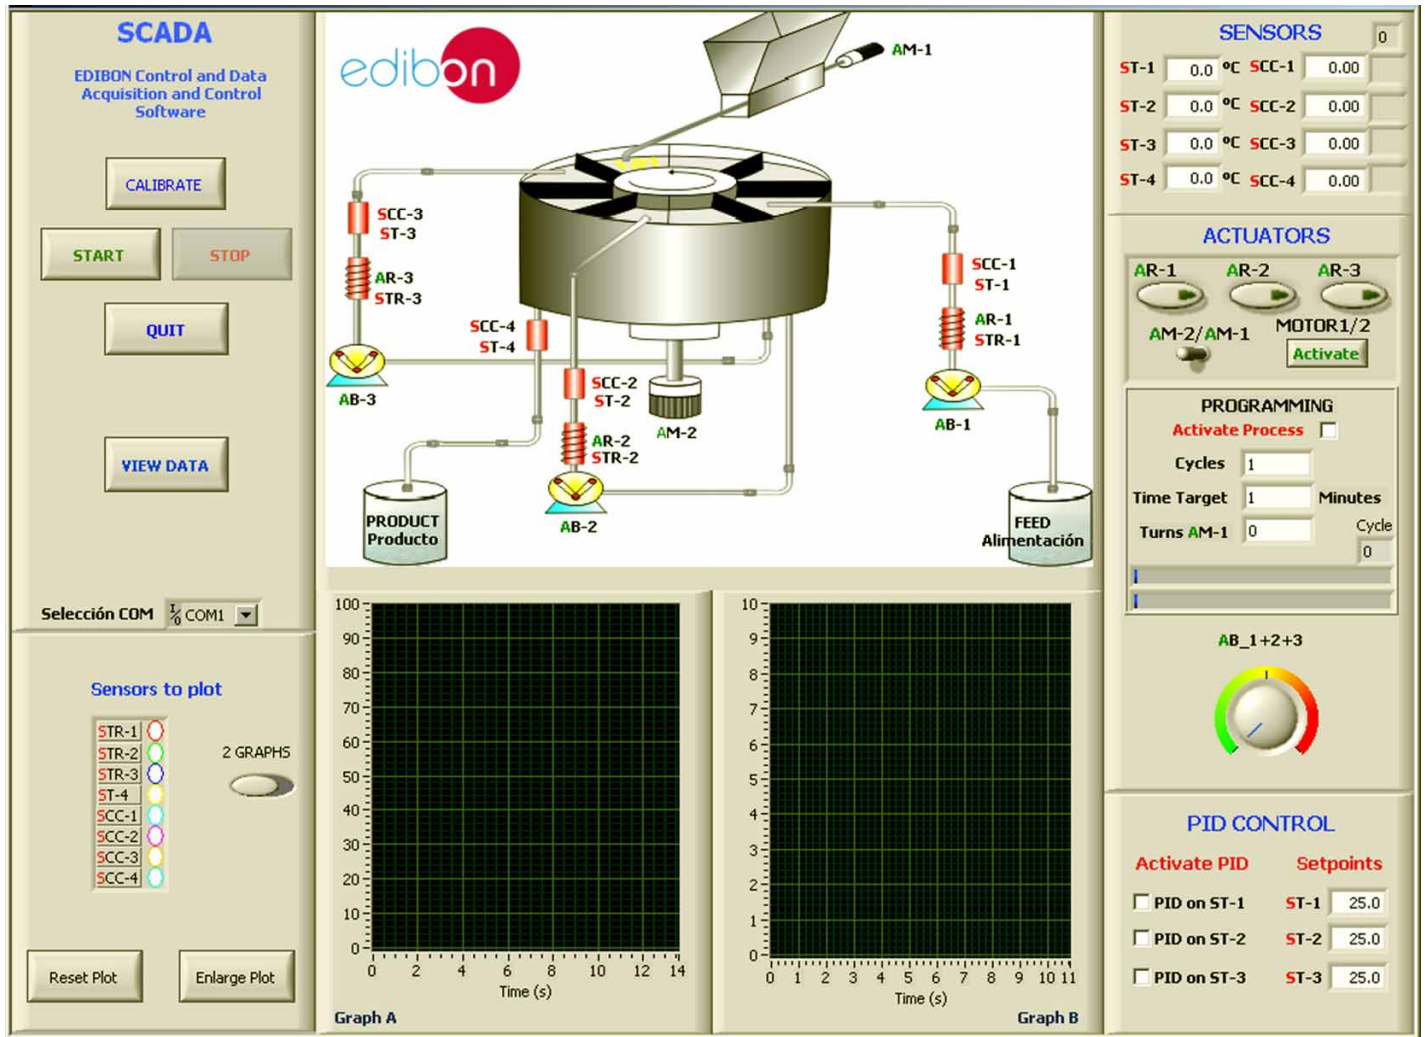 SCADA
EDIBON Control and Data
Acquisition and Control
Software
CALIBRATE
START
STOP
QUIT
VIEW DATA
Selección COM
I/O COM1
Sensors to plot
STR-1
STR-2
STR-3
ST-4
SCC-1
SCC-2
SCC-3
SCC-4
2 GRAPHS
Reset Plot
Enlarge Plot
edibon
AM-1
SCC-3
ST-3
AR-3
STR-3
AB-3
SCC-4
ST-4
SCC-2
ST-2
AR-2
STR-2
AB-2
AM-2
SCC-1
ST-1
AR-1
STR-1
AB-1
PRODUCT
Producto
FEED
Alimentación
100
90
80
70
60
50
40
30
20
10
0
0 2 4 6 8 10 12 14
Time (s)
Graph A
10
9
8
7
6
5
4
3
2
1
0
0 1 2 3 4 5 6 7 8 9 10 11
Time (s)
Graph B
SENSORS
0
ST-1 0.0 ºC SCC-1 0.00
ST-2 0.0 ºC SCC-2 0.00
ST-3 0.0 ºC SCC-3 0.00
ST-4 0.0 ºC SCC-4 0.00
ACTUATORS
AR-1 AR-2 AR-3
AM-2/AM-1
MOTOR1/2
Activate
PROGRAMMING
Activate Process
Cycles 1
Time Target 1 Minutes
Turns AM-1 0
Cycle
0
AB_1+2+3
PID CONTROL
Activate PID Setpoints
PID on ST-1 ST-1 25.0
PID on ST-2 ST-2 25.0
PID on ST-3 ST-3 25.0